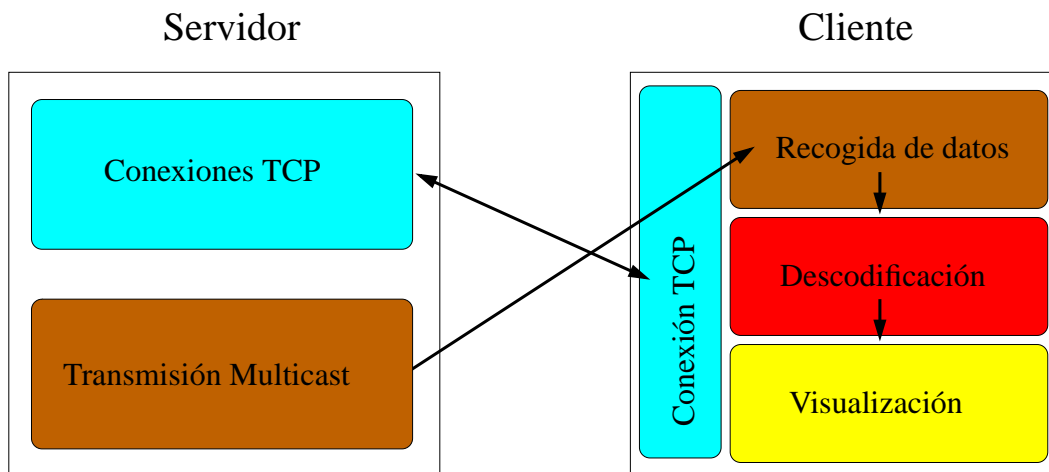 Servidor
Cliente
Conexiones TCP
Transmisión Multicast
Conexión TCP
Recogida de datos
Descodificación
Visualización